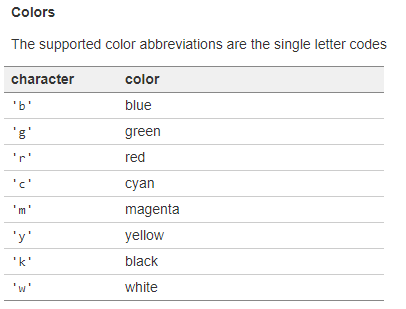 Colors
The supported color abbreviations are the single letter codes
character color
'b' blue
'g' green
'r' red
'c' cyan
'm' magenta
'y' yellow
'k' black
'w' white